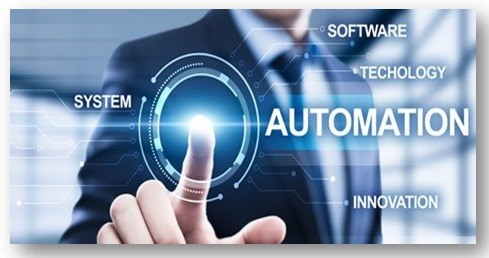 SOFTWARE
TECHOLOGY
SYSTEM
AUTOMATION
INNOVATION